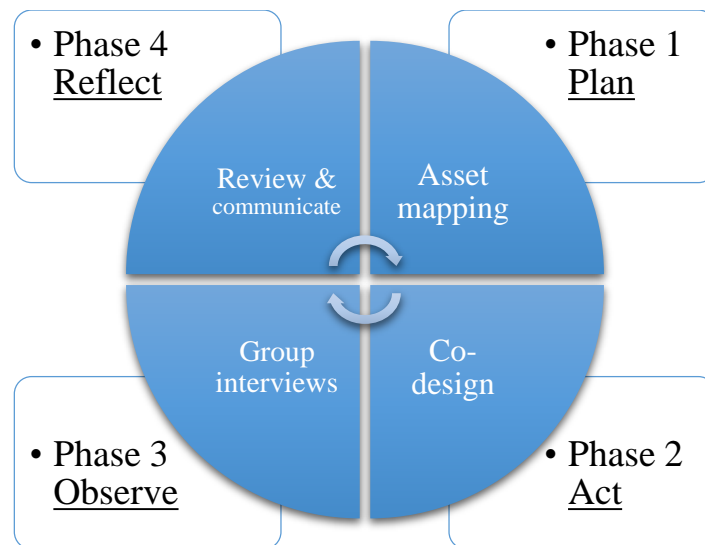 • Phase 4
Reflect
• Phase 1
Plan
Review &
communicate
Asset
mapping
Group
interviews
Co-
design
• Phase 3
Observe
• Phase 2
Act